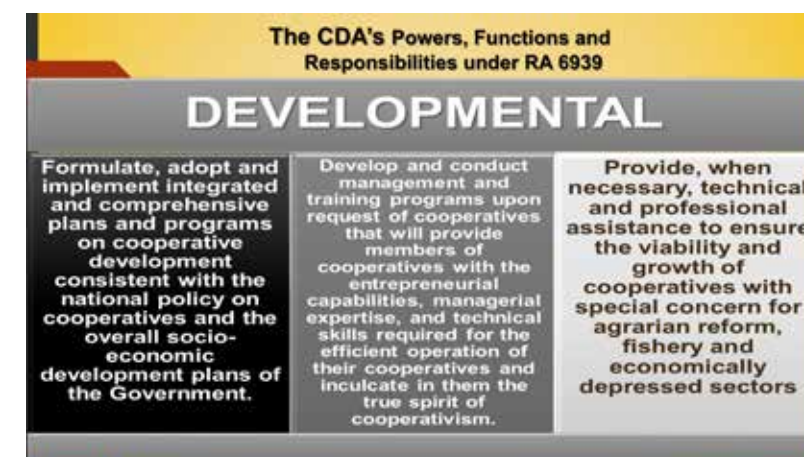 The CDA's Powers, Functions and
Responsibilities under RA 6939
DEVELOPMENTAL
Formulate, adopt and
implement integrated
and comprehensive
plans and programs
on cooperative
development
consistent with the
national policy on
cooperatives and the
overall socio-
economic
development plans of
the Government.
Develop and conduct
management and
training programs upon
request of cooperatives
that will provide
members of
cooperatives with the
entrepreneurial
capabilities, managerial
expertise, and technical
skills required for the
efficient operation of
their cooperatives and
inculcate in them the
true spirit of
cooperativism.
Provide, when
necessary, technical
and professional
assistance to ensure
the viability and
growth of
cooperatives with
special concern for
agrarian reform,
fishery and
economically
depressed sectors